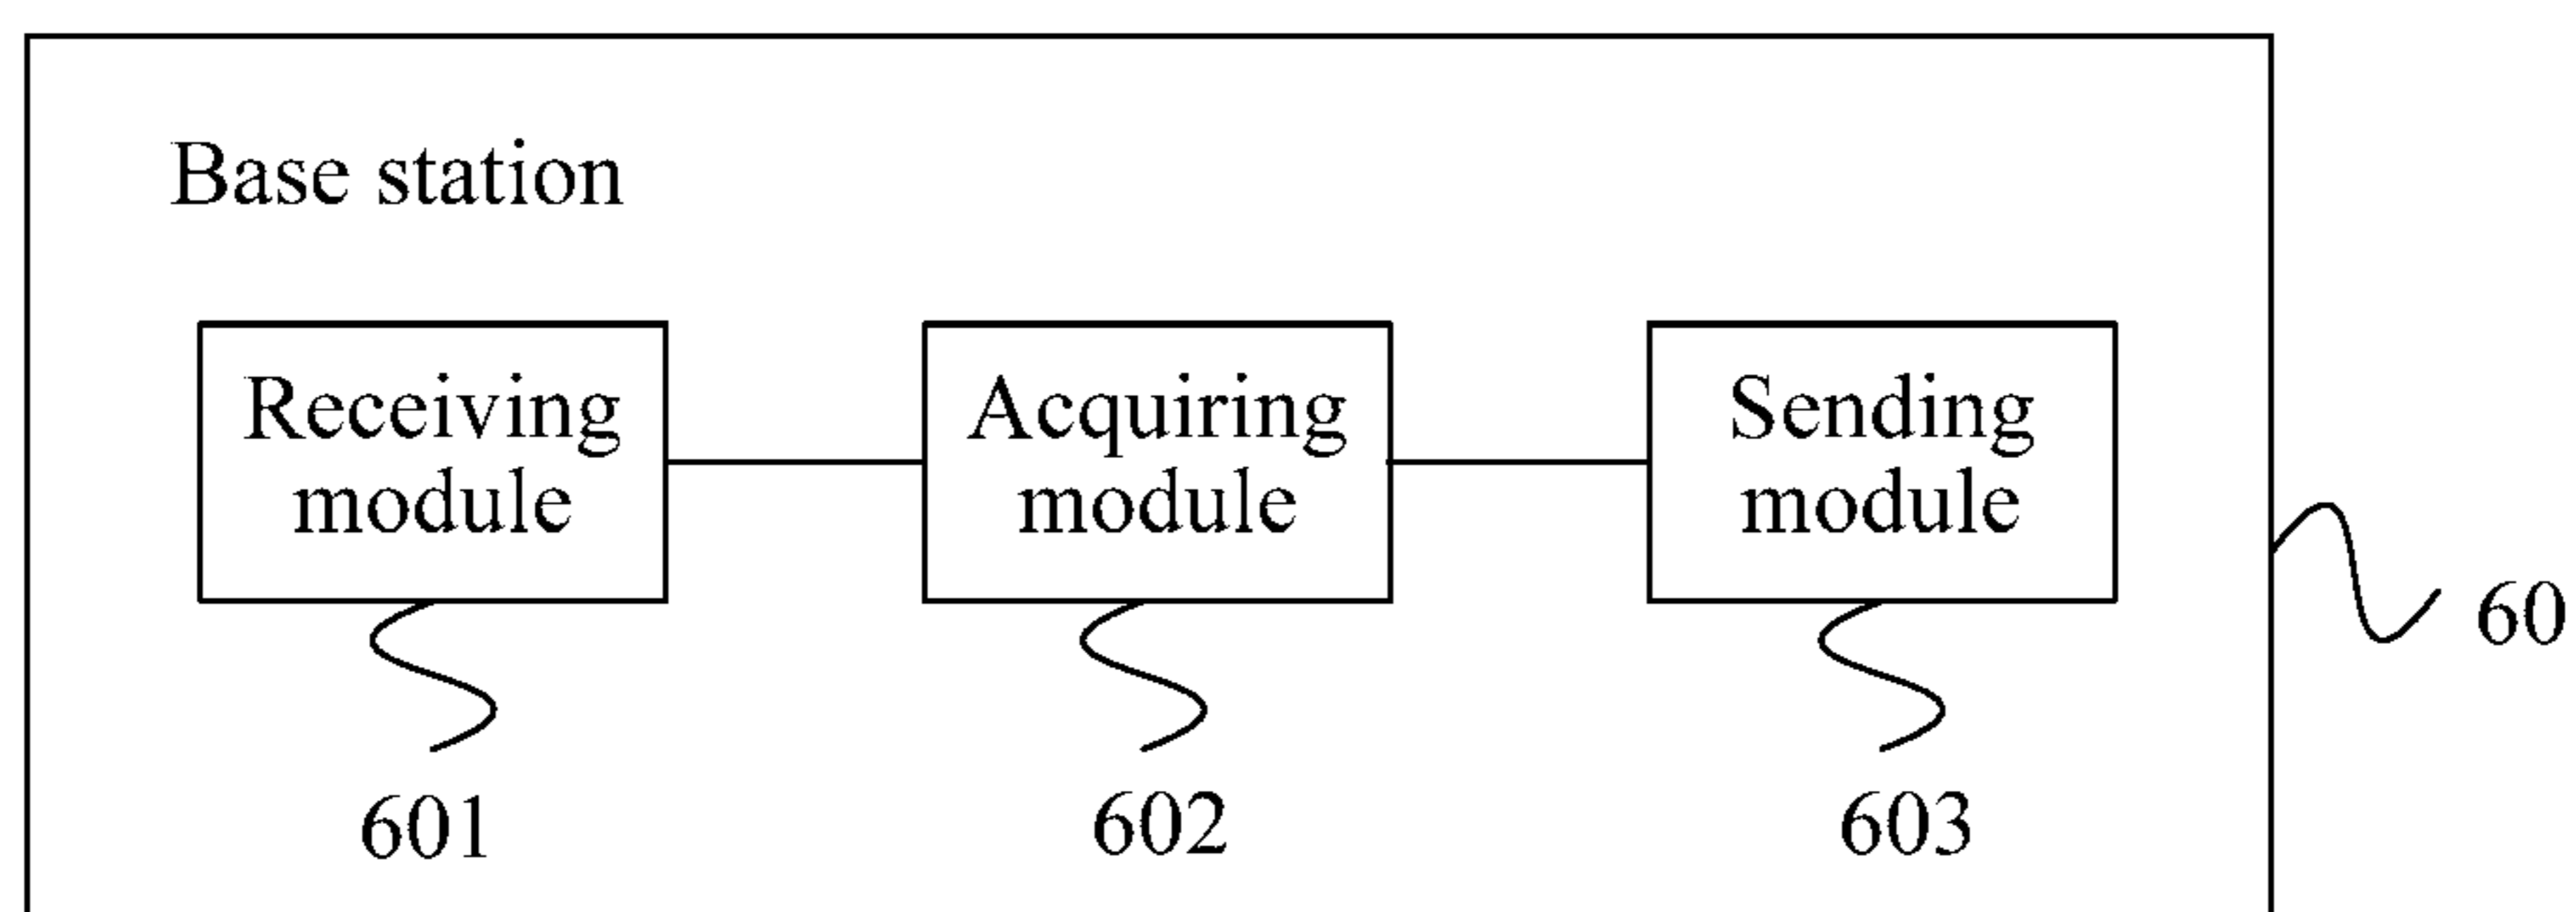 Base station
Receiving
module
Acquiring
module
Sending
module
60
601
602
603